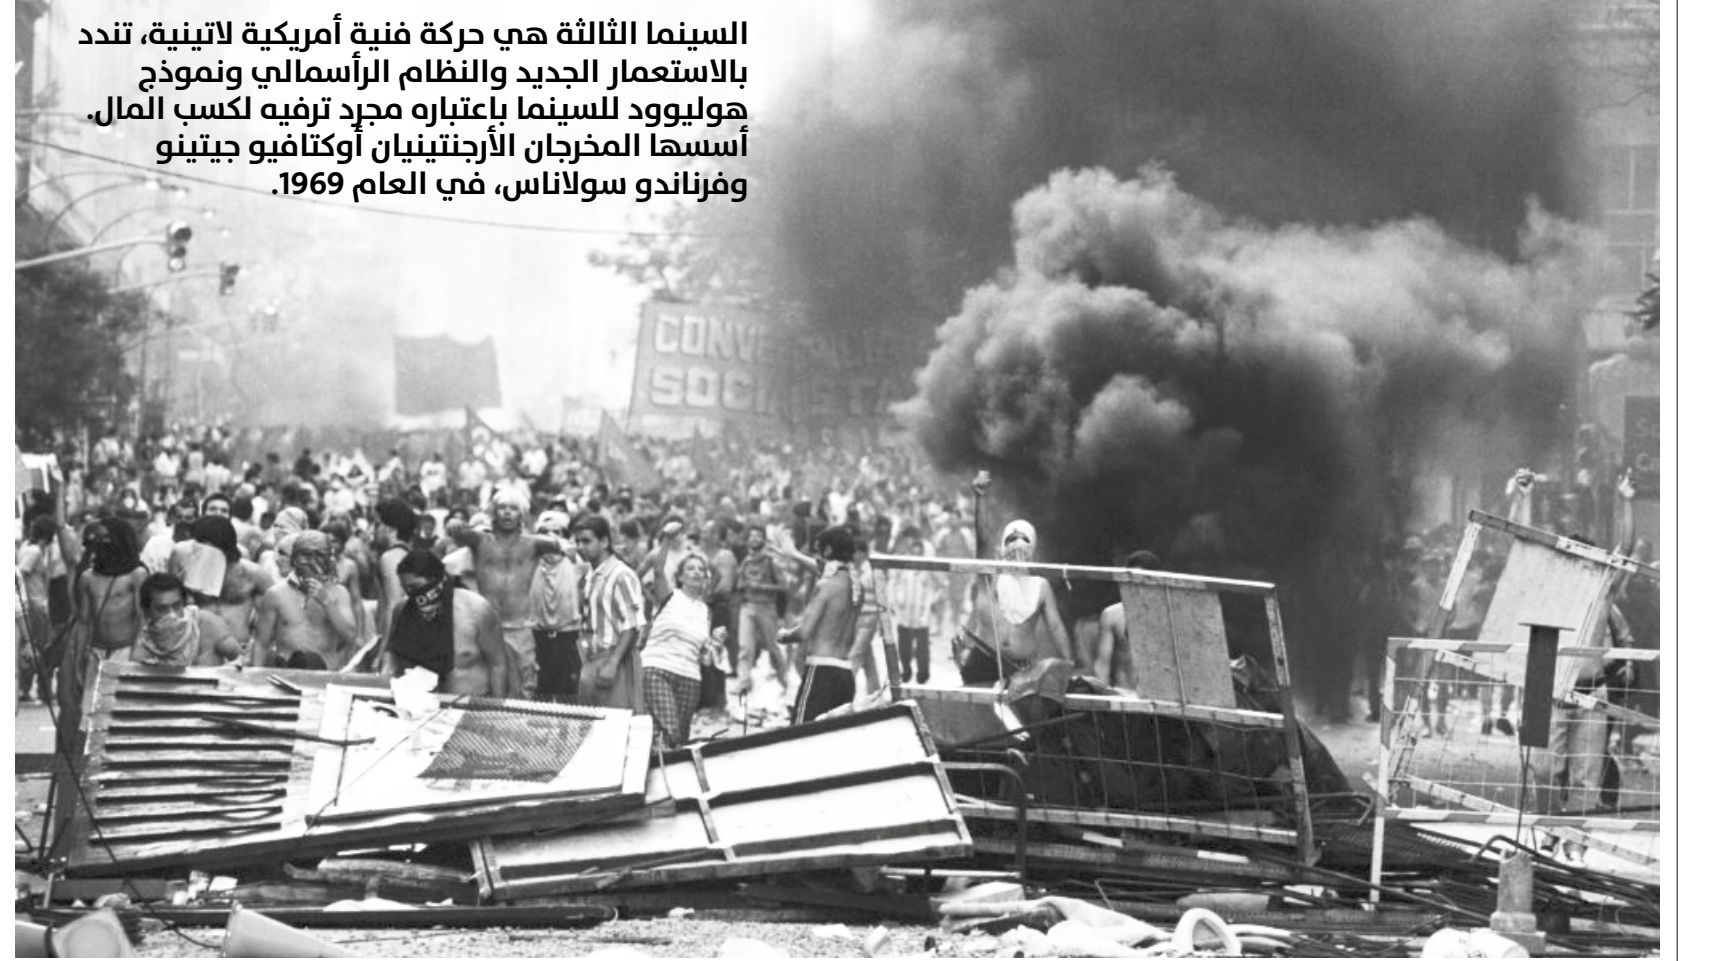 السينما الثالثة هي حركة فنية أمريكية لاتينية، تندد
بالاستعمار الجديد والنظام الرأسمالي ونموذج
هوليوود للسينما باعتباره مجرد ترفيه لكسب المال.
أسسها المخرجان الأرجنتينيان أوكتافيو جيتينو
وفرناندو سولاناس، في العام 1969.
SOCIALISTA